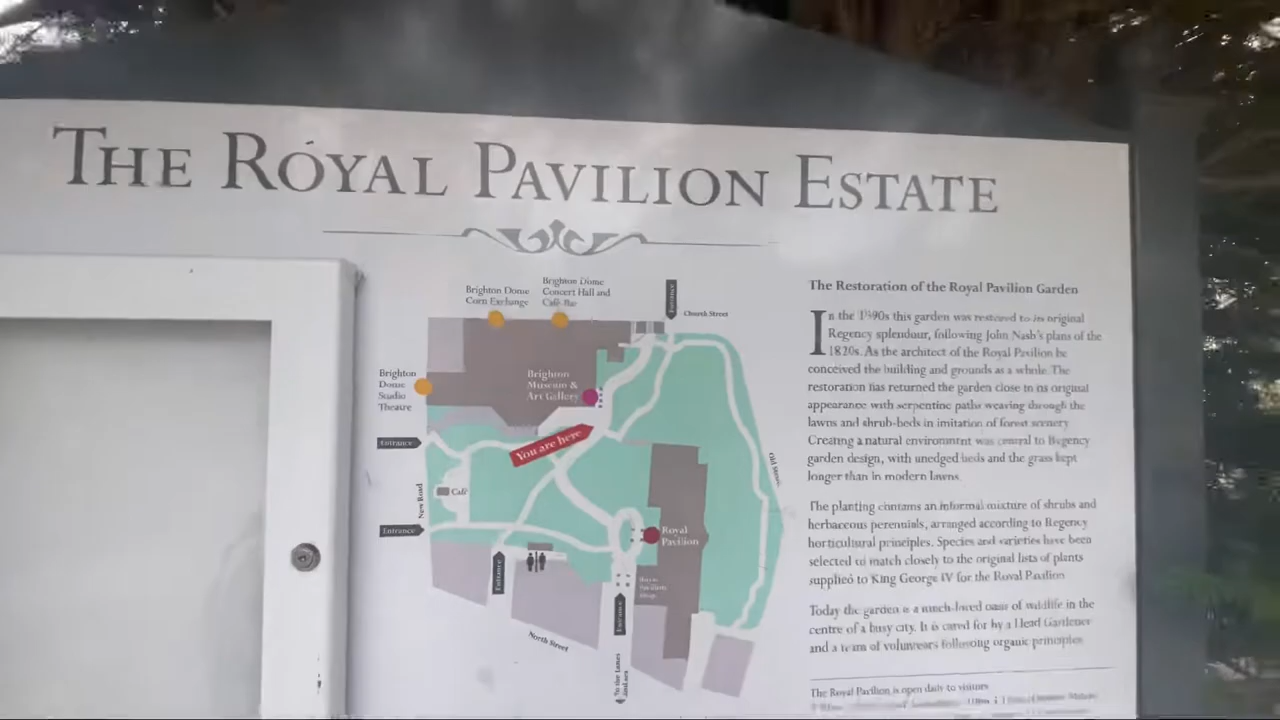 THE ROYAL PAVILION ESTATE
Brighton Dome
Corn Exchange
Brighton Dome
Concert Hall and
Café-Bar
Entrance
Church Street
Brighton
Dome
Studio
Theatre
Brighton
Museum &
Art Gallery
You are here
Entrance
New Road
Café
Entrance
Old Steine
Royal
Pavilion
Entrance
Royal
Pavilion
Shop
Entrance
North Street
To the Lanes
The Restoration of the Royal Pavilion Garden
In the 1990s this garden was restored to its original
Regency splendour, following John Nash's plans of the
1820s. As the architect of the Royal Pavilion he
conceived the building and grounds as a whole. The
restoration has returned the garden close to its original
appearance with serpentine paths weaving through the
lawns and shrub-beds in imitation of forest scenery
Creating a natural environment was central to Regency
garden design, with unedged beds and the grass kept
longer than in modern lawns.
The planting contains an informal mixture of shrubs and
herbaceous perennials, arranged according to Regency
horticultural principles. Species and varieties have been
selected to match closely to the original lists of plants
supplied to King George IV for the Royal Pavilion
Today the garden is a much-loved oasis of wildlife in the
centre of a busy city. It is cared for by a Head Gardener
and a team of volunteers following organic principles
The Royal Pavilion is open daily to visitors